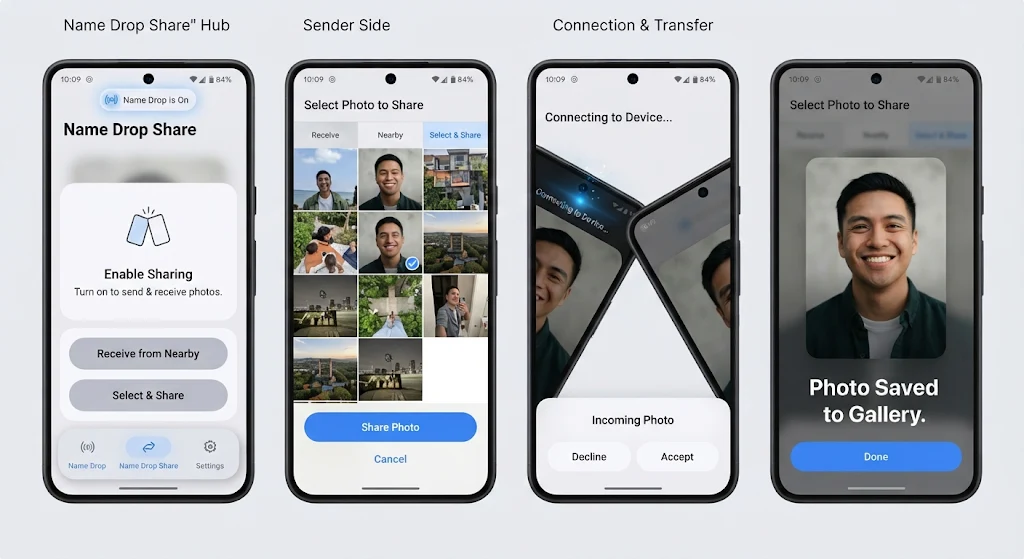 Name Drop Share" Hub
Sender Side
Connection & Transfer
10:09
84%
Name Drop is On
Name Drop Share
Enable Sharing
Turn on to send & receive photos.
Receive from Nearby
Select & Share
Name Drop
Name Drop Share
Settings
10:09
84%
Select Photo to Share
Receive
Nearby
Select & Share
Share Photo
Cancel
10:09
84%
Connecting to Device...
Connecting to Device...
Incoming Photo
Decline
Accept
10:09
84%
Select Photo to Share
Select & Share
Photo Saved
to Gallery.
Done